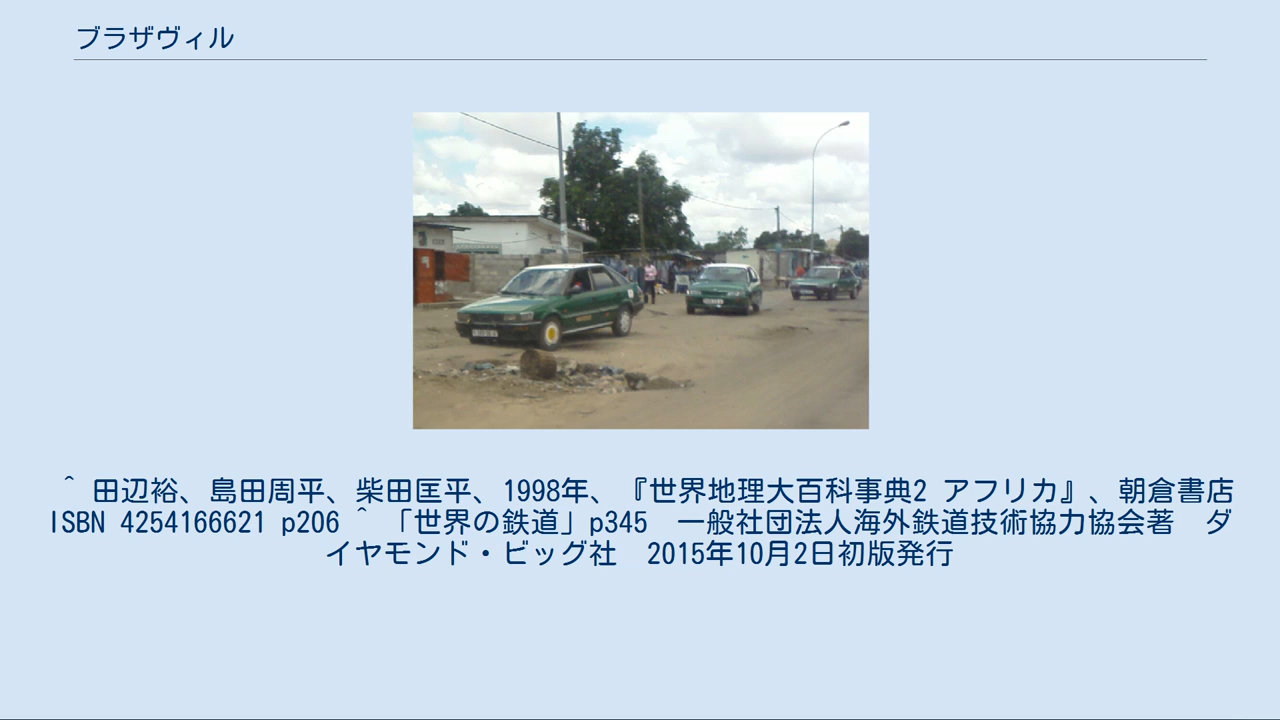 ブラザヴィル
^ 田辺裕、島田周平、柴田匡平、1998年、『世界地理大百科事典2 アフリカ』、朝倉書店
ISBN 4254166621 p206 ^ 「世界の鉄道」p345　一般社団法人海外鉄道技術協力協会著　ダ
イヤモンド・ビッグ社　2015年10月2日初版発行